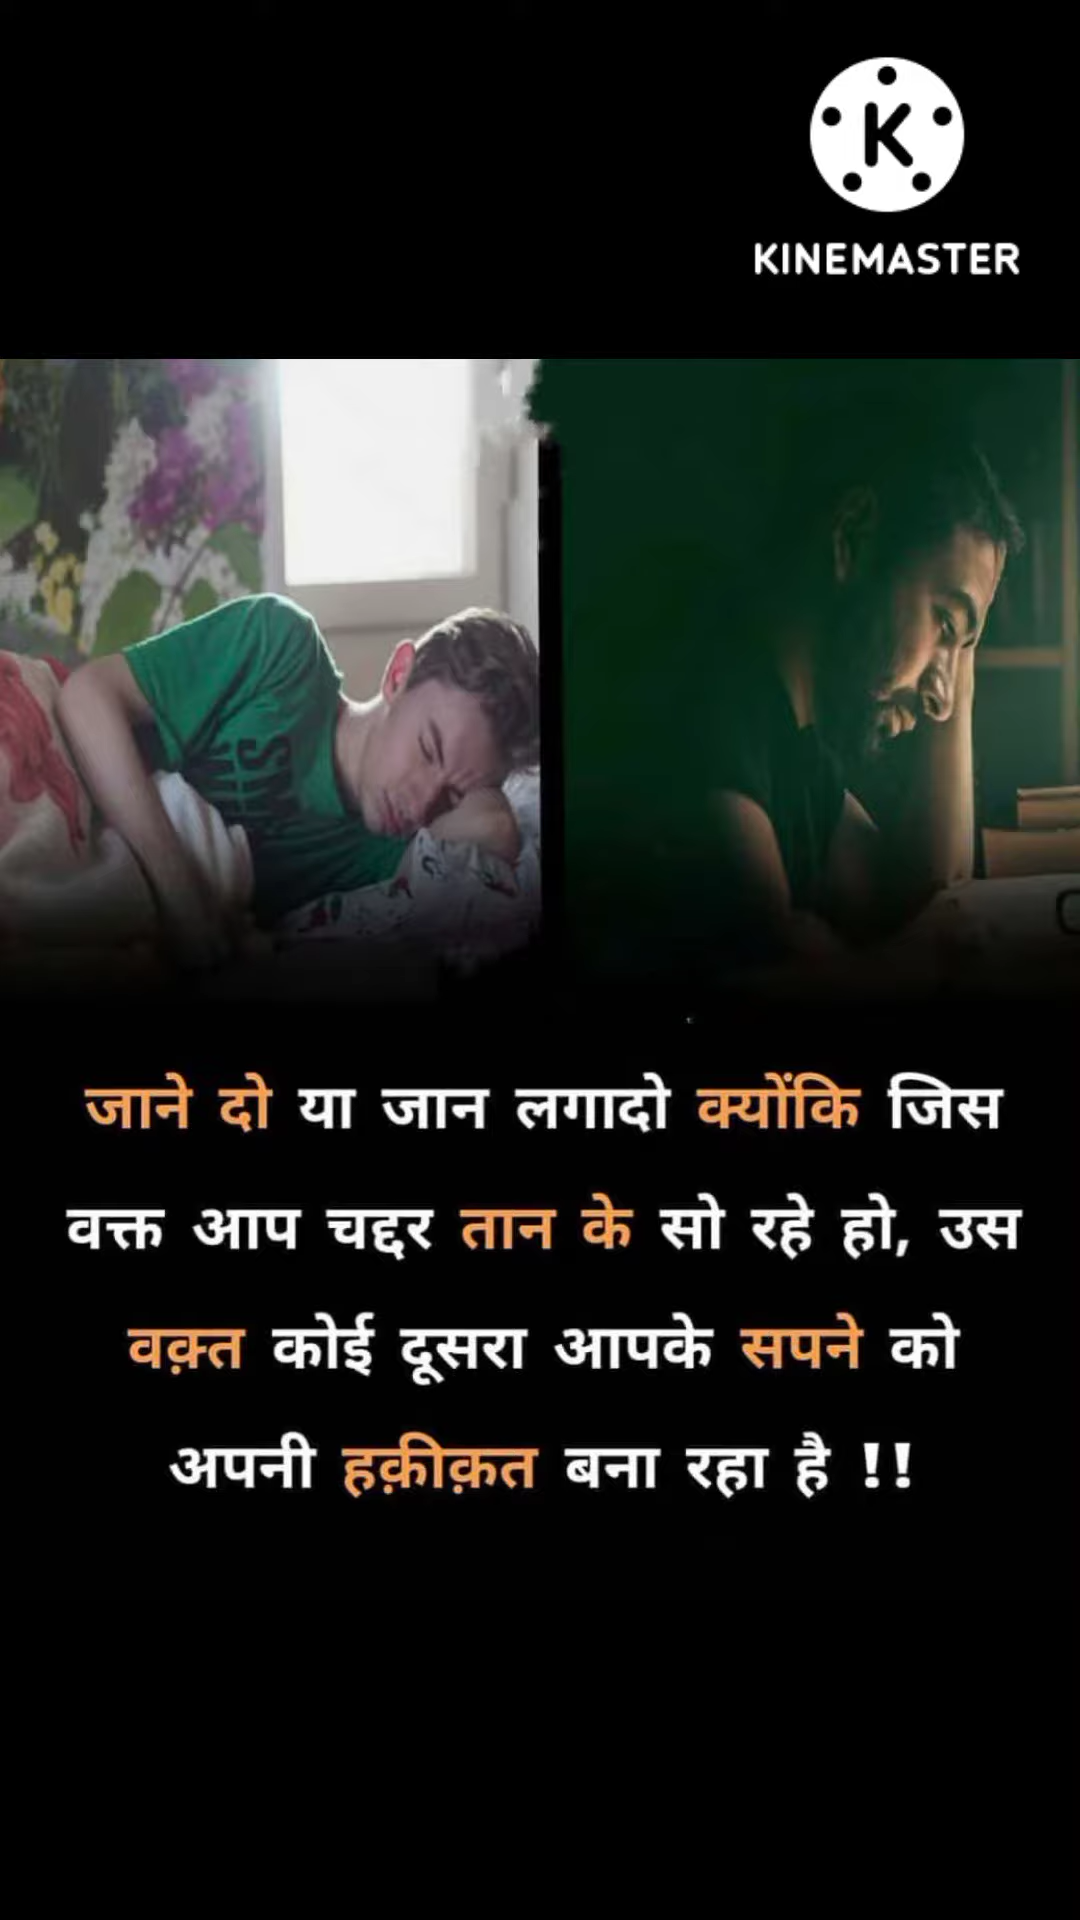 K
KINEMASTER
जाने दो या जान लगादो क्योंकि जिस
वक्त आप चद्दर तान के सो रहे हो, उस
वक़्त कोई दूसरा आपके सपने को
अपनी हक़ीक़त बना रहा है !!